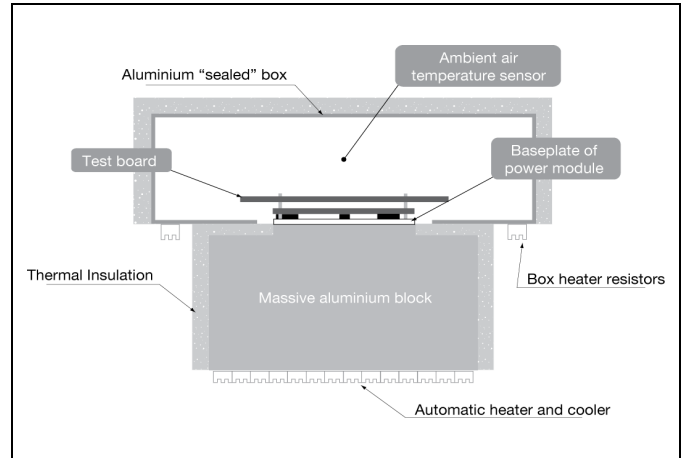 Ambient air
temperature sensor
Aluminium “sealed” box
Test board
Baseplate of
power module
Thermal Insulation
Box heater resistors
Massive aluminium block
Automatic heater and cooler